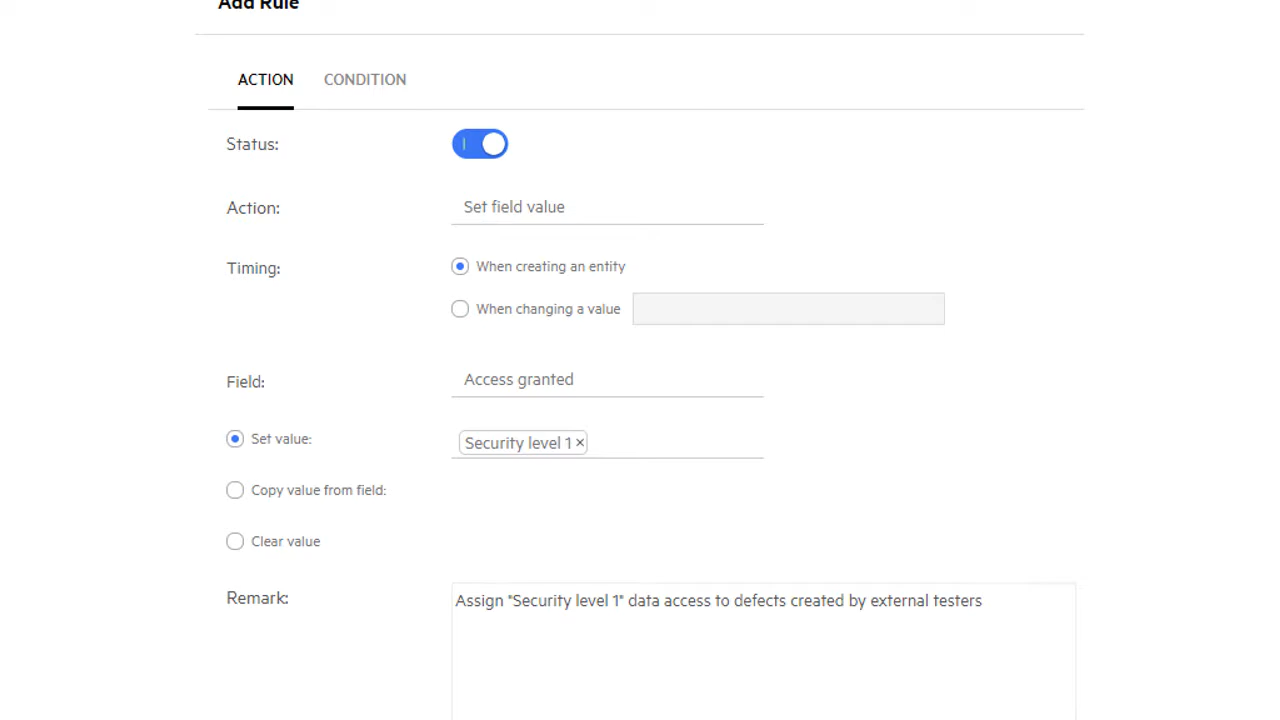 Add Rule
ACTION CONDITION
Status:
Action: Set field value
Timing: When creating an entity
When changing a value
Field: Access granted
Set value: Security level 1 ×
Copy value from field:
Clear value
Remark: Assign "Security level 1" data access to defects created by external testers